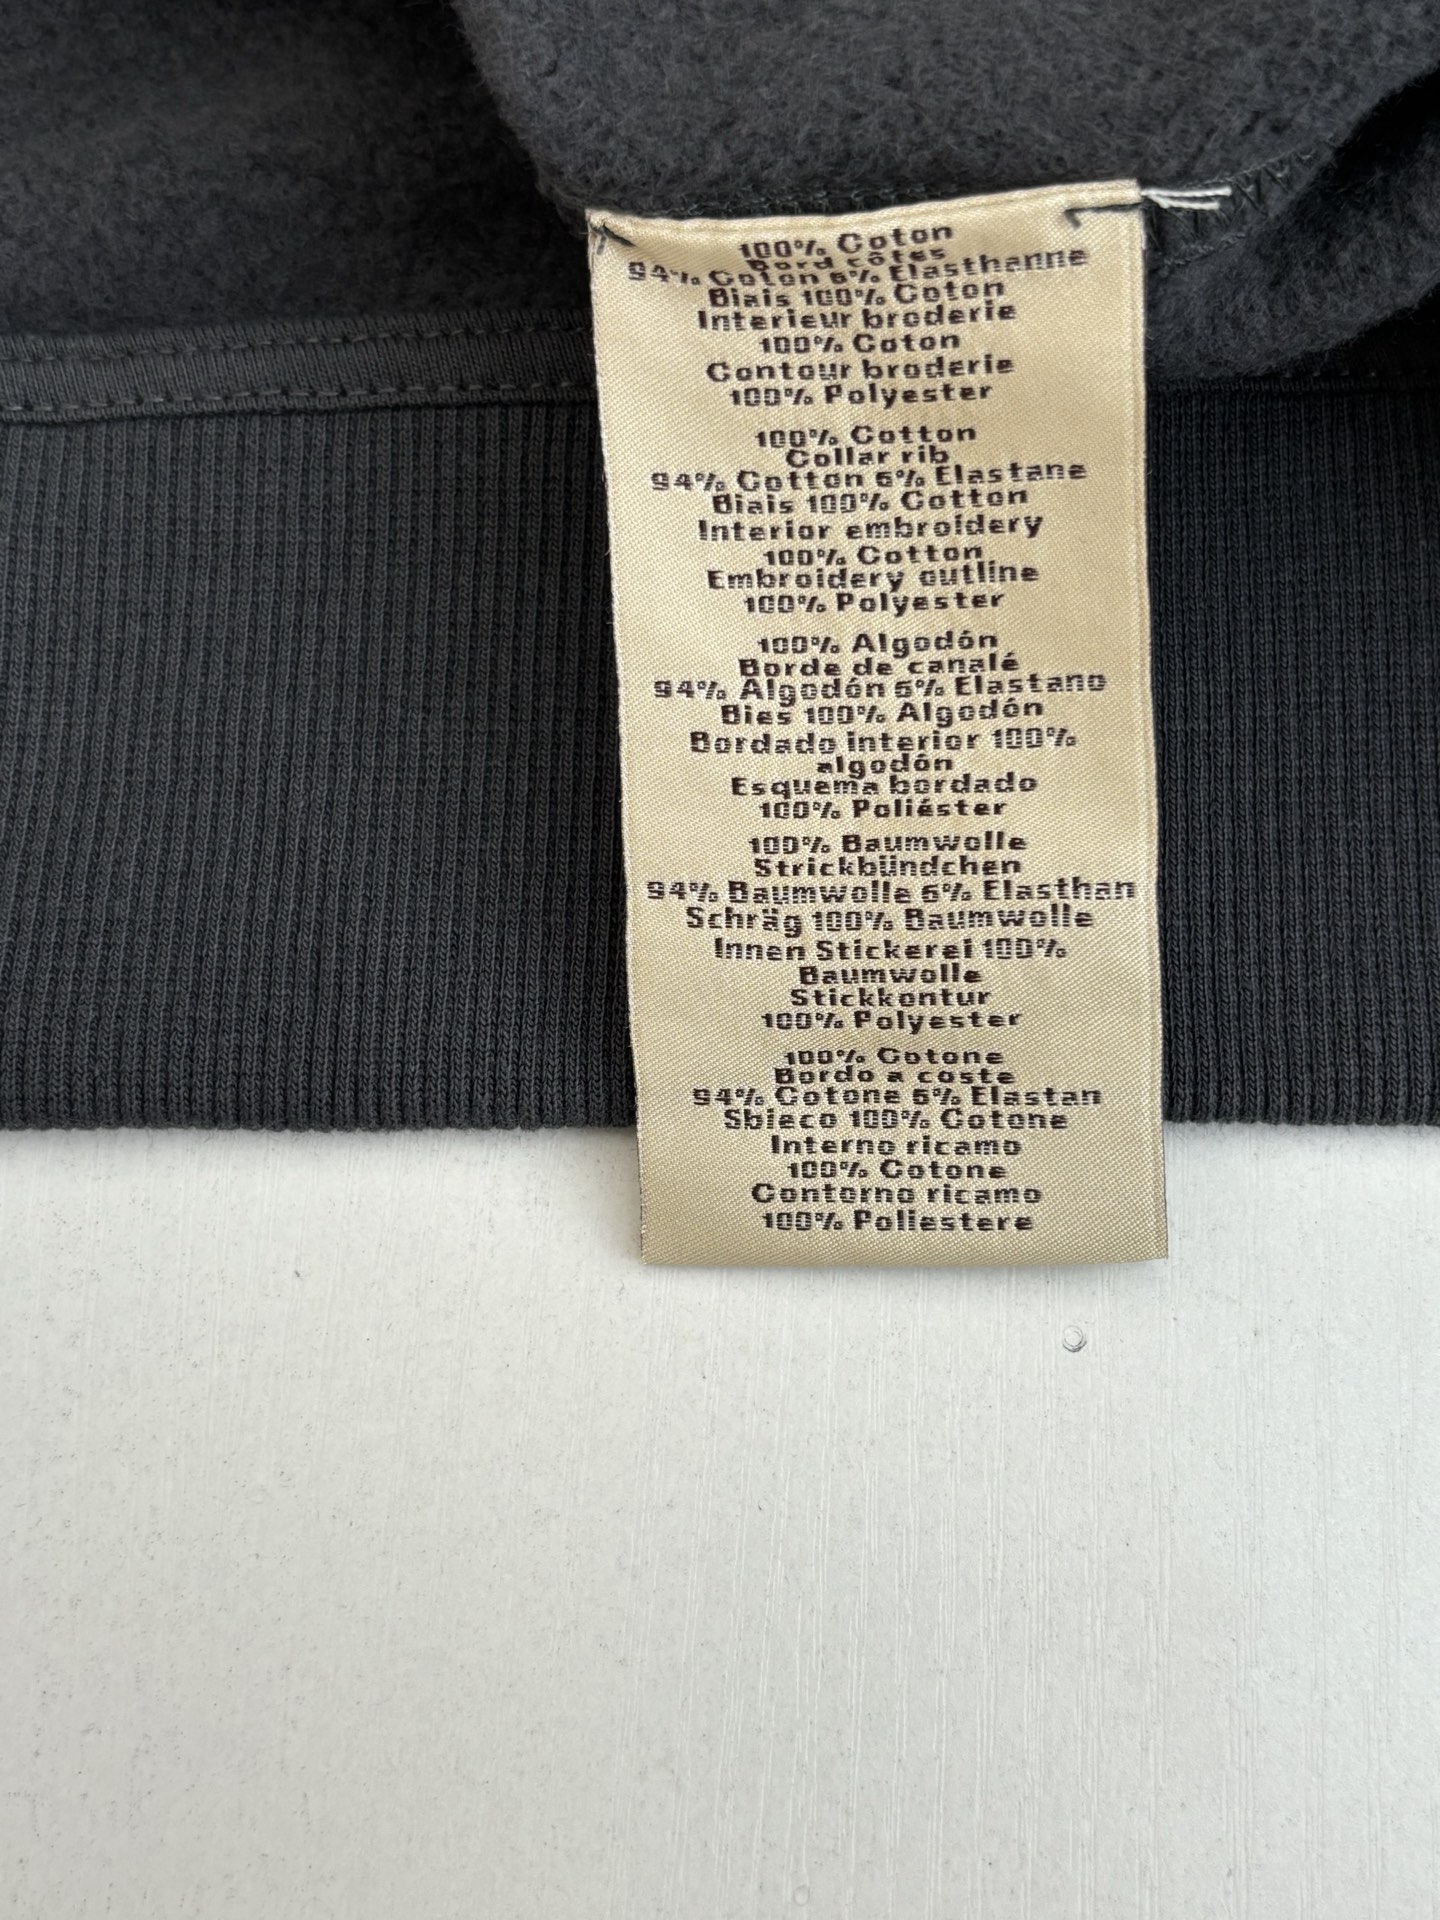 100% Coton
Bord côtes
94% Coton 6% Elasthanne
Biais 100% Coton
Interieur broderie
100% Coton
Contour broderie
100% Polyester
100% Cotton
Collar rib
94% Cotton 6% Elastane
Biais 100% Cotton
Interior embroidery
100% Cotton
Embroidery outline
100% Polyester
100% Algodón
Borde de canalé
94% Algodón 6% Elastano
Bies 100% Algodón
Bordado interior 100%
algodón
Esquema bordado
100% Poliéster
100% Baumwolle
Strickbündchen
94% Baumwolle 6% Elasthan
Schräg 100% Baumwolle
Innen Stickerei 100%
Baumwolle
Stickkontur
100% Polyester
100% Cotone
Bordo a coste
94% Cotone 6% Elastan
Sbieco 100% Cotone
Interno ricamo
100% Cotone
Contorno ricamo
100% Poliestere